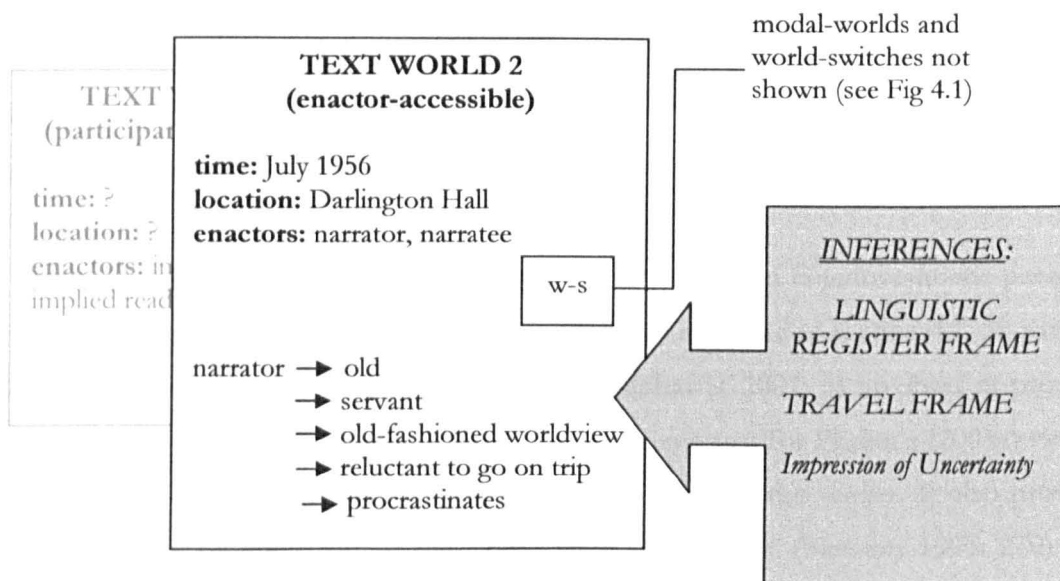 modal-worlds and
world-switches not
shown (see Fig 4.1)
TEXT WORLD 2
(enactor-accessible)
time: July 1956
location: Darlington Hall
enactors: narrator, narratee
w-s
narrator → old
→ servant
→ old-fashioned worldview
→ reluctant to go on trip
→ procrastinates
TEXT
(participa
time: ?
location: ?
enactors: in
implied read
INFERENCES:
LINGUISTIC
REGISTER FRAME
TRAVEL FRAME
Impression of Uncertainty